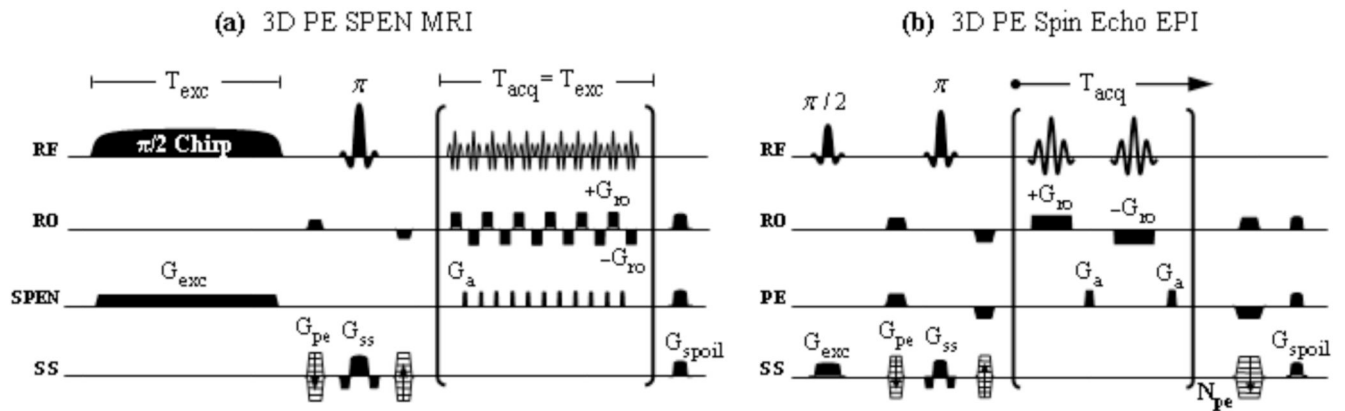 (a) 3D PE SPEN MRI
T_exc
π
T_acq = T_exc
RF
π/2 Chirp
RO
+G_ro
−G_ro
SPEN
G_exc
G_a
SS
G_pe
G_ss
G_spoil
(b) 3D PE Spin Echo EPI
π / 2
π
T_acq
RF
RO
+G_ro
−G_ro
PE
G_a
G_a
SS
G_exc
G_pe
G_ss
N_pe
G_spoil